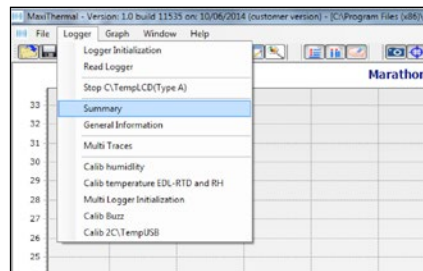 MaxiThermal - Version: 1.0 build 11535 on: 10/06/2014 (customer version) - [C:\Program Files (x86)\
File Logger Graph Window Help
Logger Initialization
Read Logger
Stop C\TempLCD(Type A)
Summary
General Information
Multi Traces
Calib humidlity
Calib temperature EDL-RTD and RH
Multi Logger Initialization
Calib Buzz
Calib 2C\TempUSB
Marathon
33
32
31
30
29
28
27
26
25